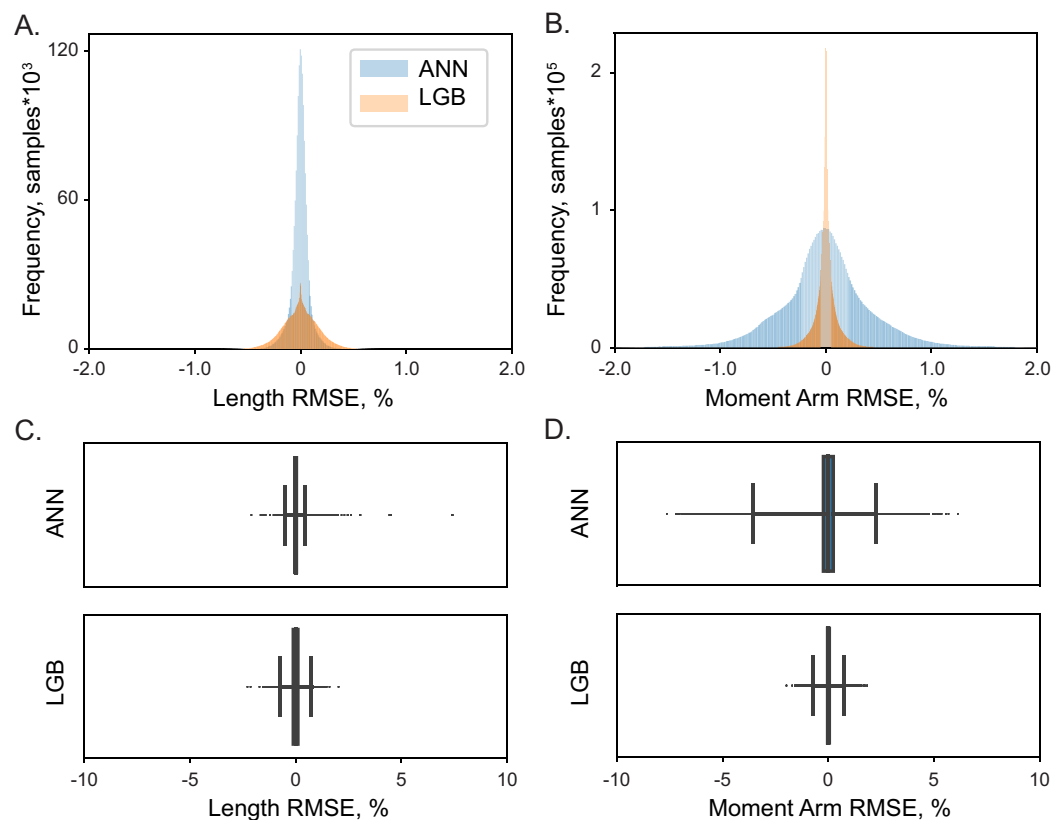 A.
Frequency, samples*10³
120
60
0
-2.0 -1.0 0 1.0 2.0
Length RMSE, %
ANN
LGB
B.
Frequency, samples*10⁵
2
1
0
-2.0 -1.0 0 1.0 2.0
Moment Arm RMSE, %
C.
ANN
LGB
-10 -5 0 5 10
Length RMSE, %
D.
ANN
LGB
-10 -5 0 5 10
Moment Arm RMSE, %